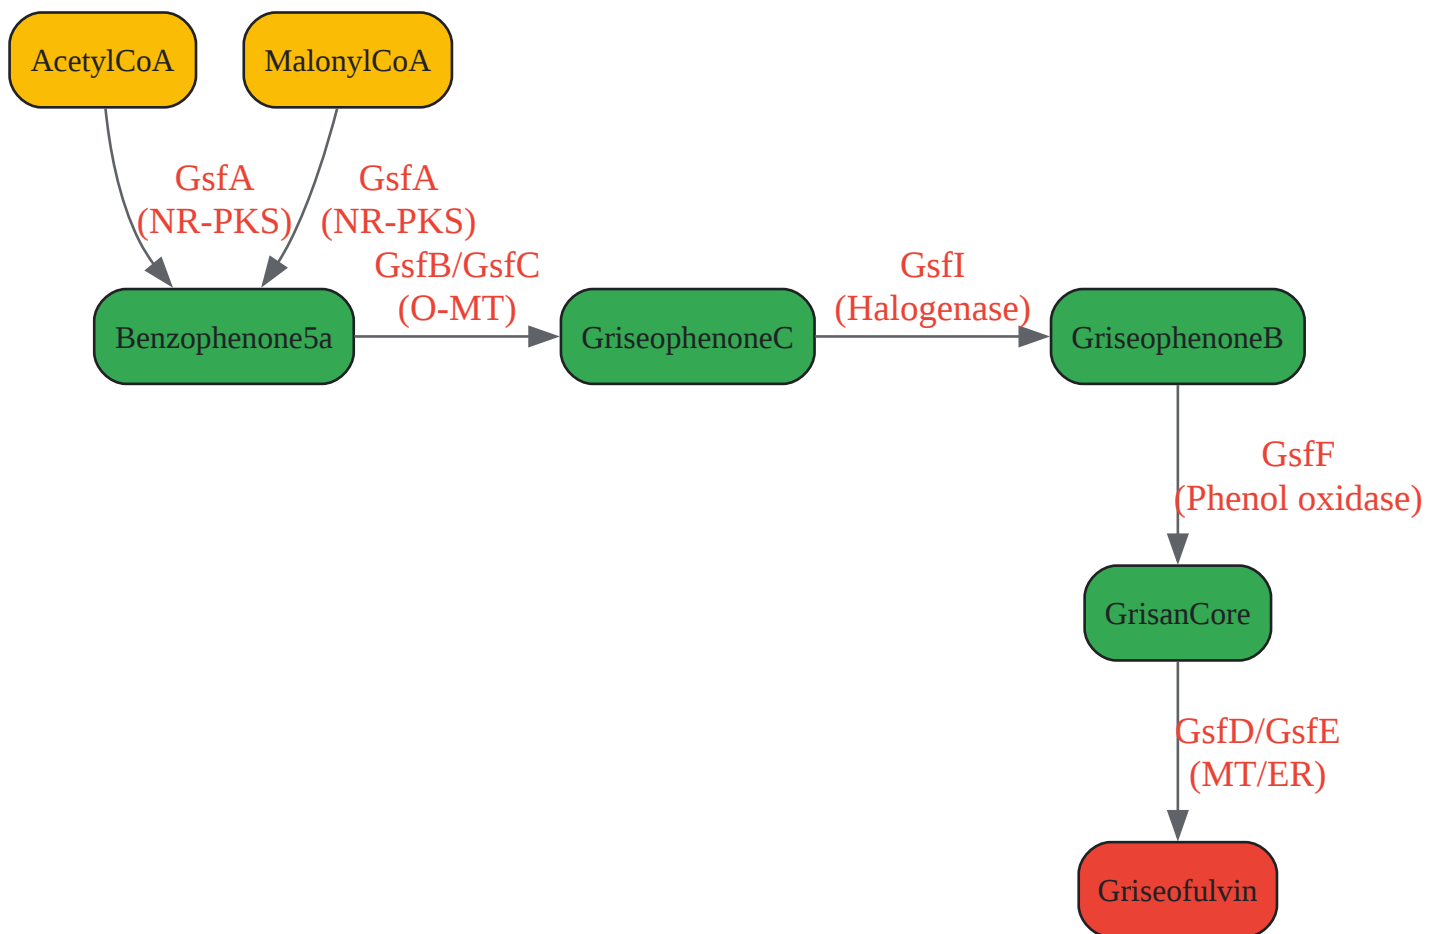 AcetylCoA
MalonylCoA
GsfA
(NR-PKS)
GsfA
(NR-PKS)
GsfB/GsfC
(O-MT)
GsfI
(Halogenase)
Benzophenone5a
GriseophenoneC
GriseophenoneB
GsfF
(Phenol oxidase)
GrisanCore
GsfD/GsfE
(MT/ER)
Griseofulvin